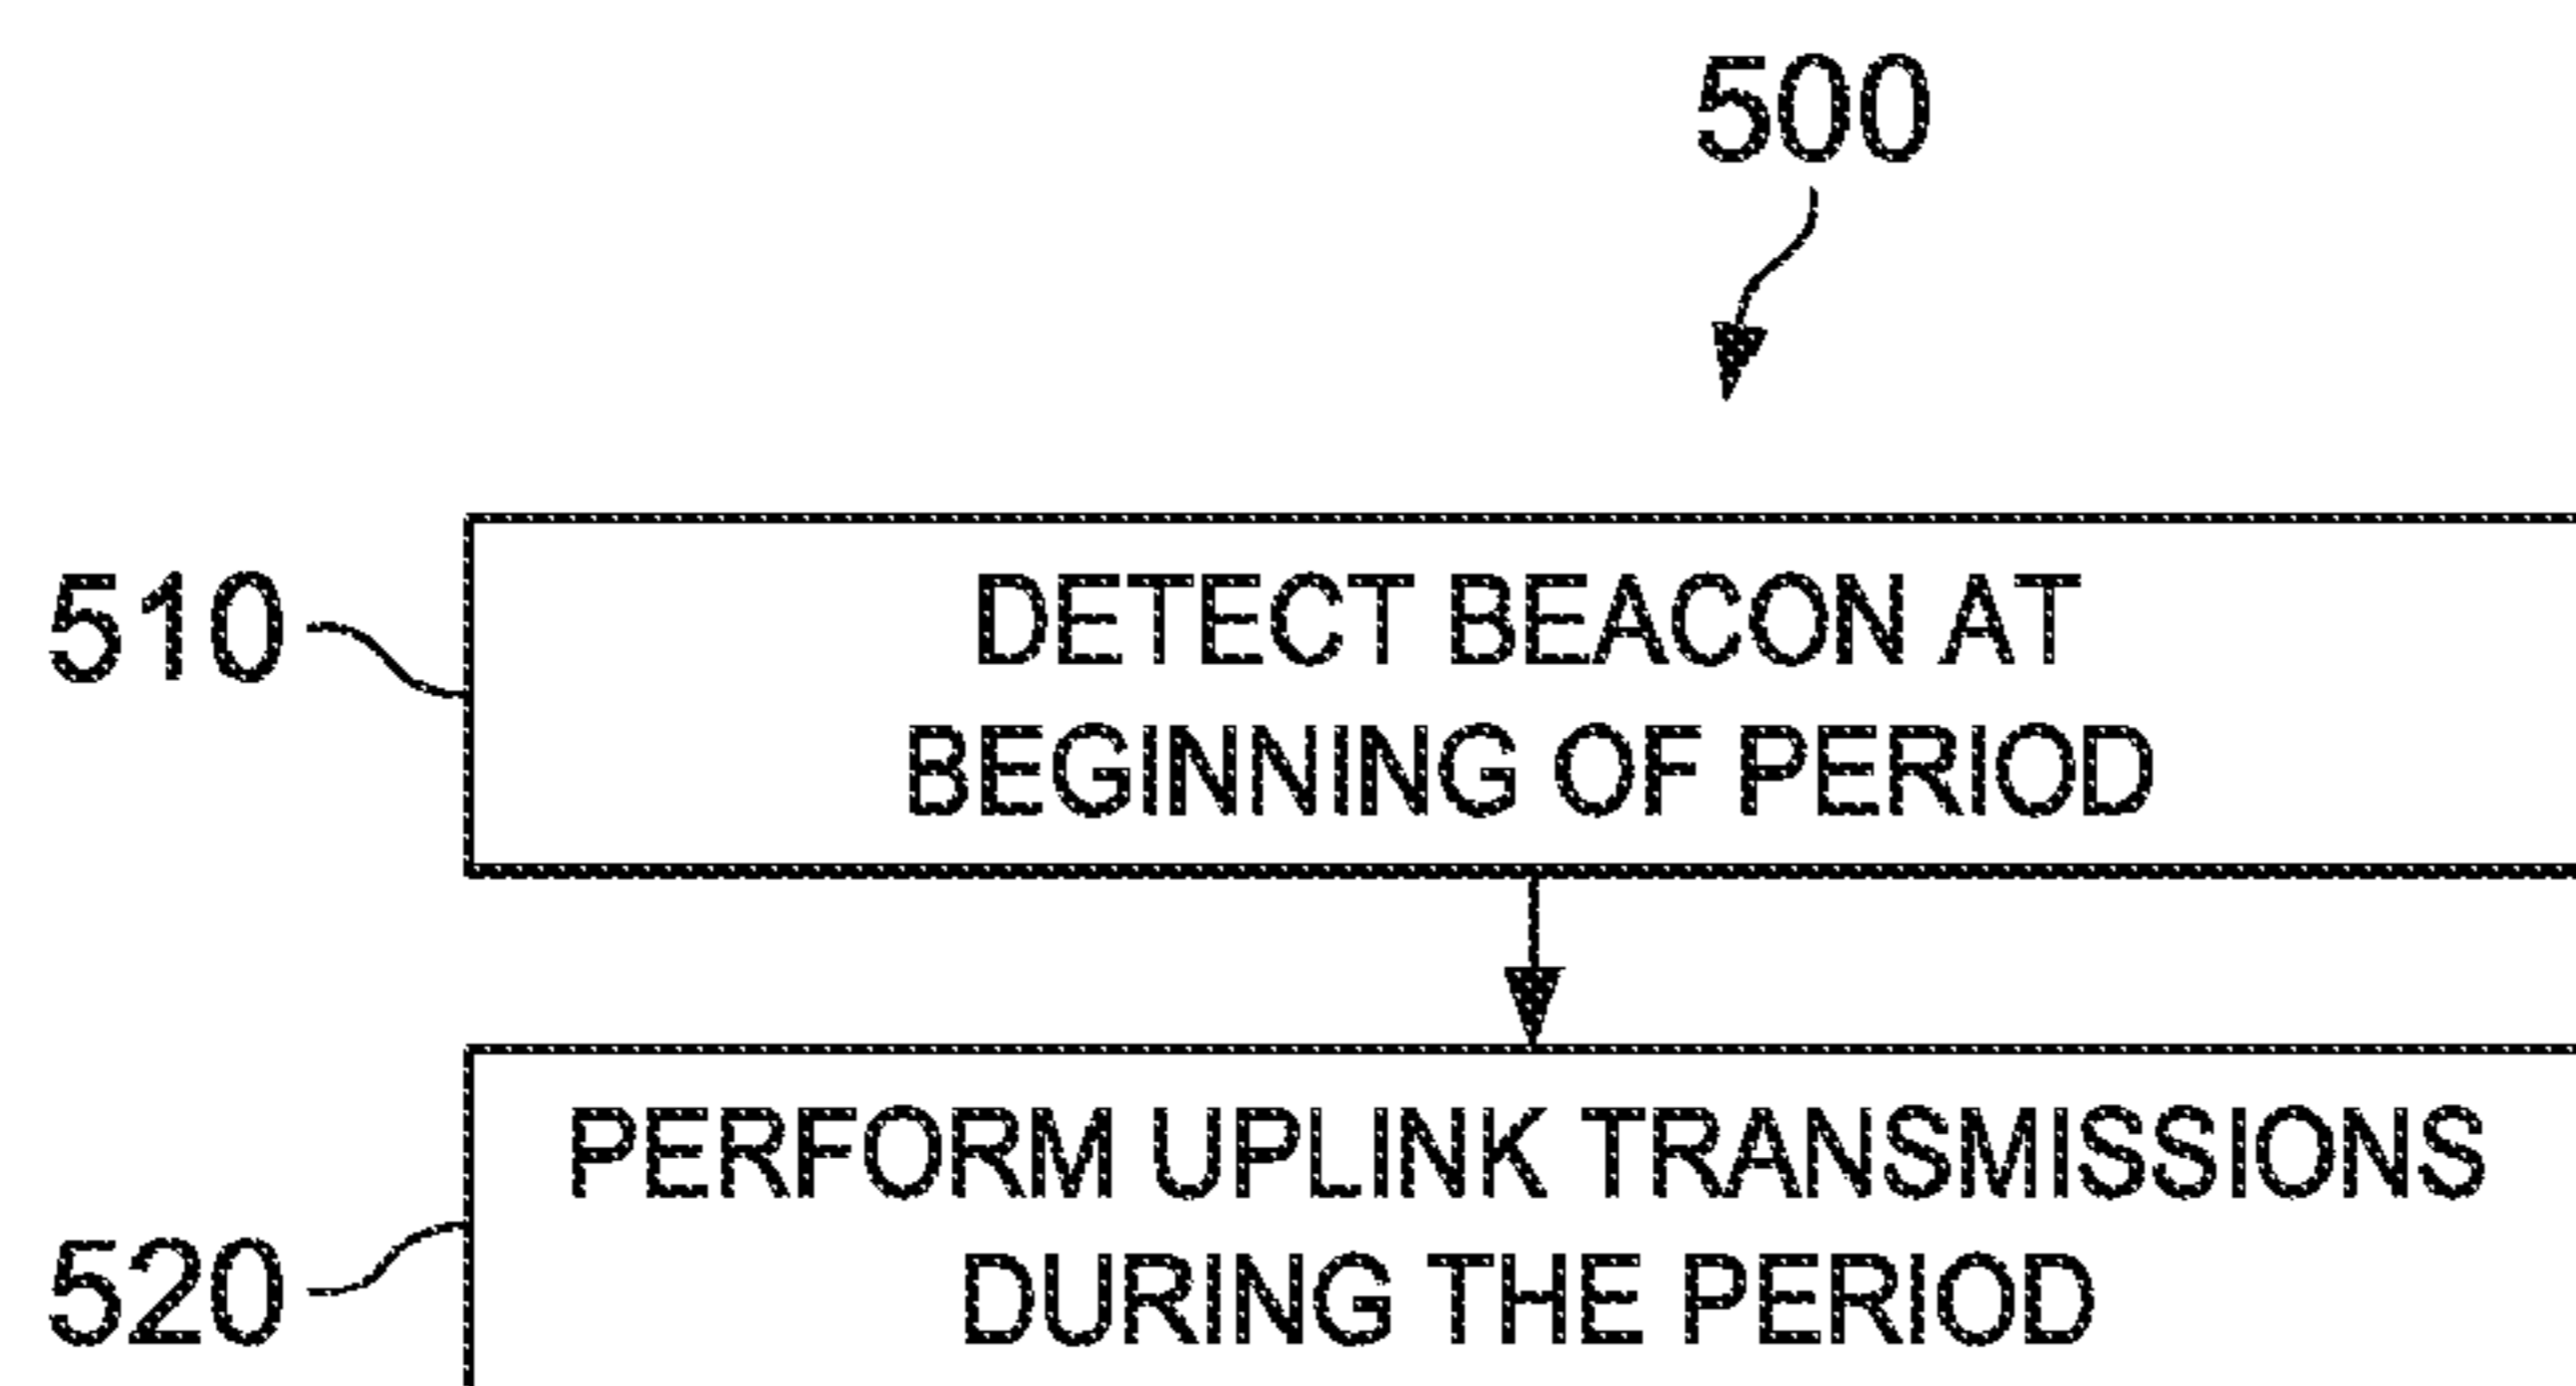 500
510
DETECT BEACON AT
BEGINNING OF PERIOD
520
PERFORM UPLINK TRANSMISSIONS
DURING THE PERIOD